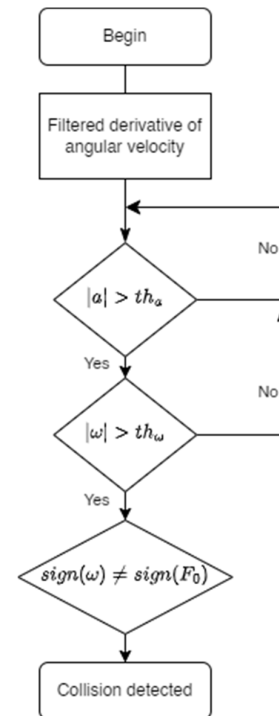 Begin
Filtered derivative of
angular velocity
No
|a| > th_a
Yes
No
|ω| > th_ω
Yes
sign(ω) ≠ sign(F_0)
Collision detected